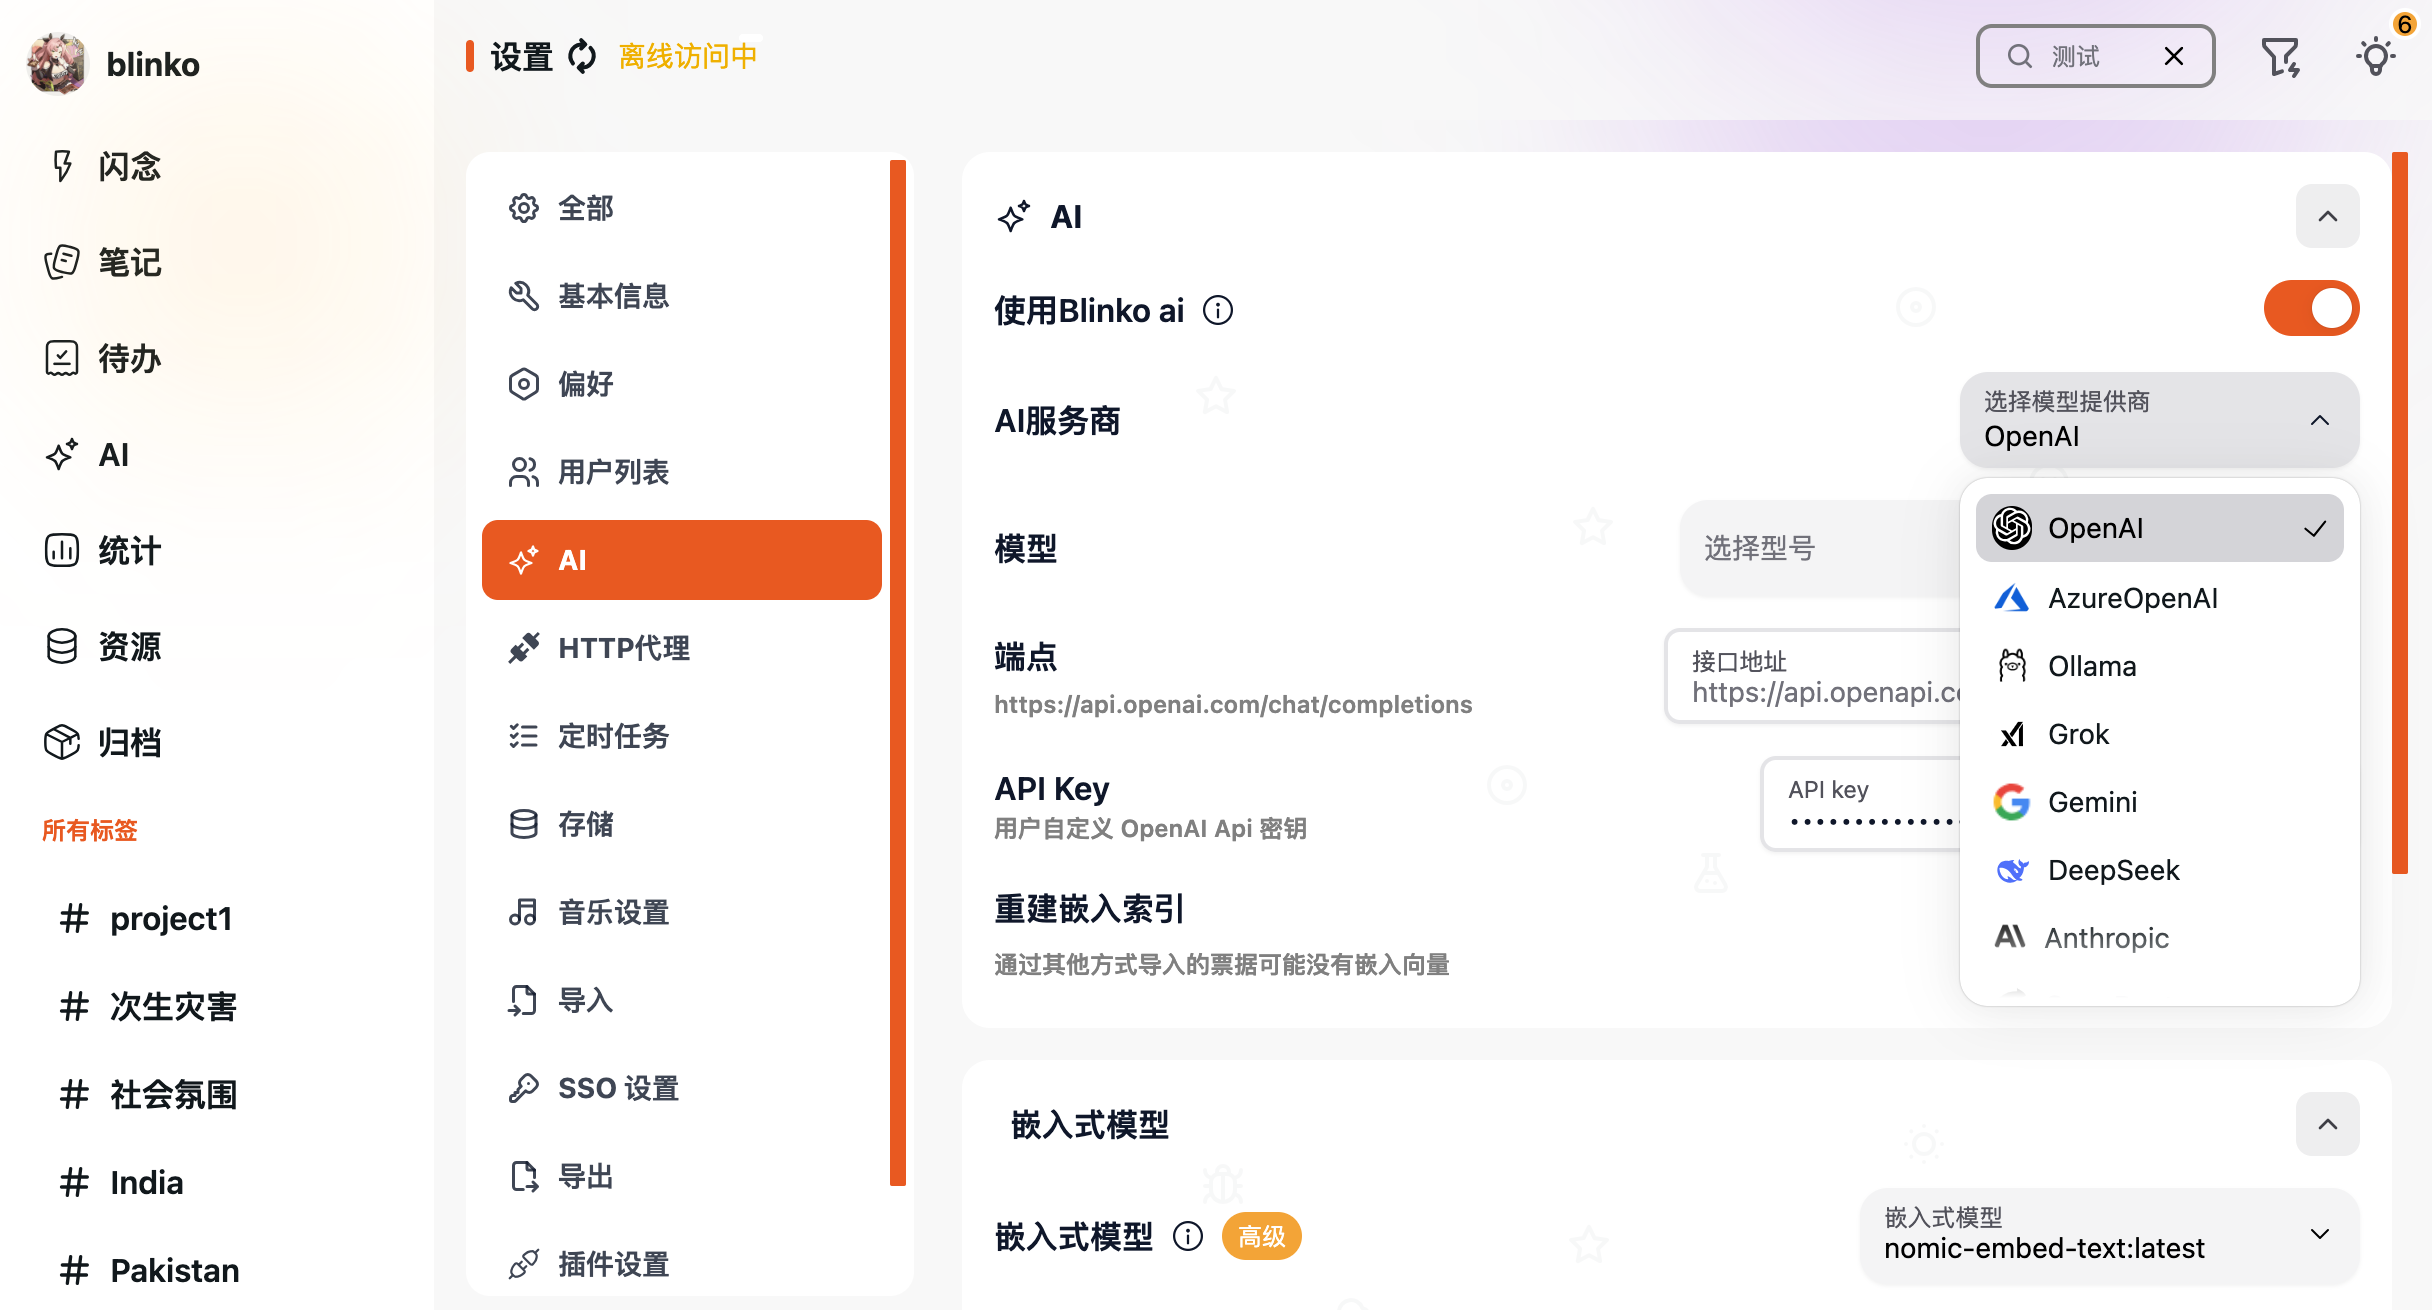 blinko
闪念
笔记
待办
AI
统计
资源
归档
所有标签
# project1
# 次生灾害
# 社会氛围
# India
# Pakistan
设置
离线访问中
测试
6
全部
基本信息
偏好
用户列表
AI
HTTP代理
定时任务
存储
音乐设置
导入
SSO 设置
导出
插件设置
AI
使用Blinko ai
AI服务商
选择模型提供商
OpenAI
OpenAI
AzureOpenAI
Ollama
Grok
Gemini
DeepSeek
Anthropic
模型
选择型号
端点
https://api.openai.com/chat/completions
接口地址
https://api.openapi.c
API Key
用户自定义 OpenAI Api 密钥
API key
重建嵌入索引
通过其他方式导入的票据可能没有嵌入向量
嵌入式模型
嵌入式模型
高级
嵌入式模型
nomic-embed-text:latest